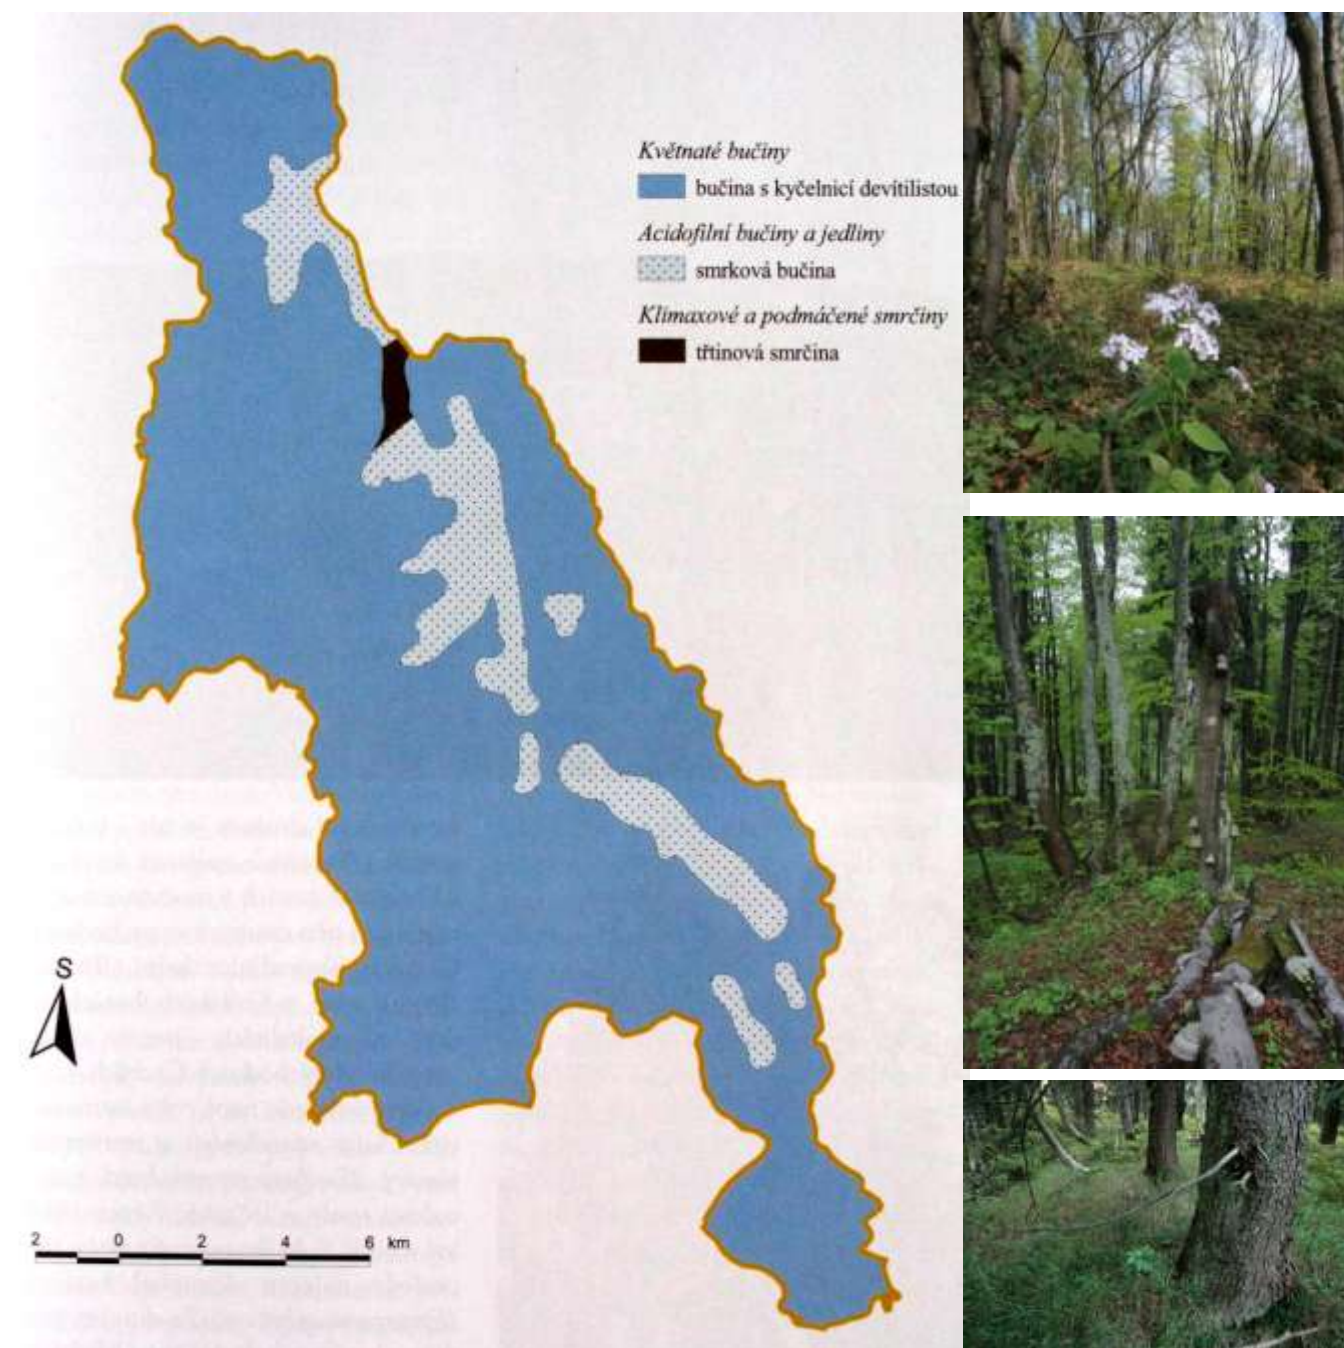 Květnaté bučiny
bučina s kyčelnicí devítilistou
Acidofilní bučiny a jedliny
smrková bučina
Klimaxové a podmáčené smrčiny
třtinová smrčina
S
2 0 2 4 6 km